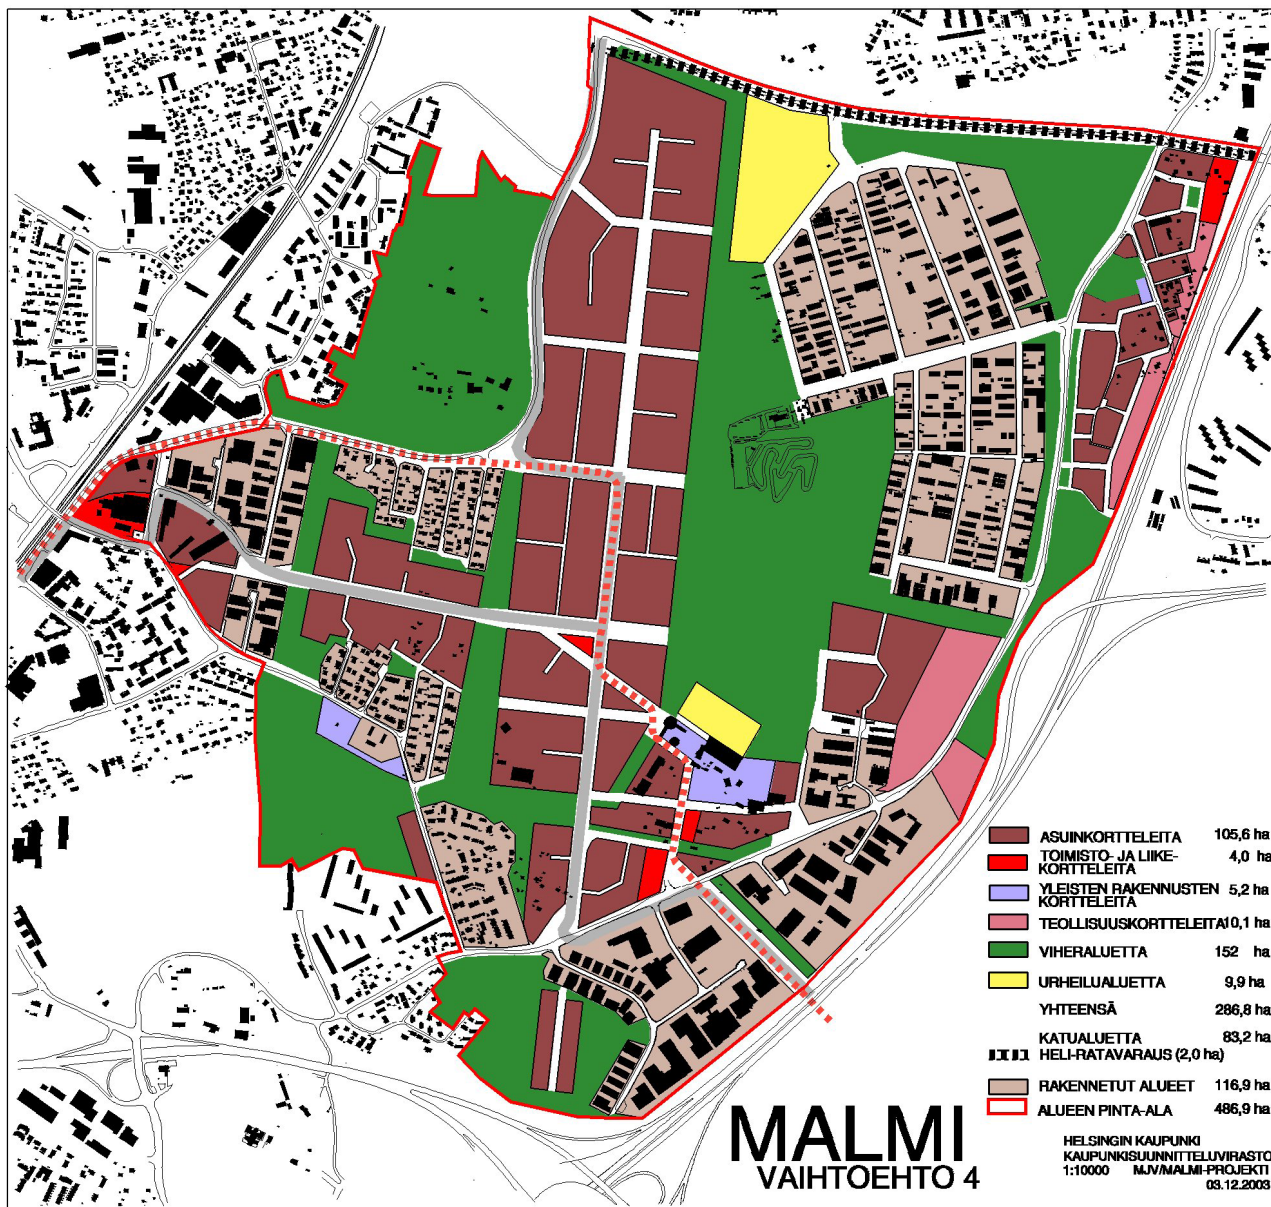 ASUINKORTTELEITA 105,6 ha
TOIMISTO- JA LIIKE-
KORTTELEITA 4,0 ha
YLEISTEN RAKENNUSTEN
KORTTELEITA 5,2 ha
TEOLLISUUSKORTTELEITA 10,1 ha
VIHERALUETTA 152 ha
URHEILUALUETTA 9,9 ha
YHTEENSÄ 286,8 ha
KATUALUETTA 83,2 ha
HELI-RATAVARAUS (2,0 ha)
RAKENNETUT ALUEET 116,9 ha
ALUEEN PINTA-ALA 486,9 ha
MALMI
VAIHTOEHTO 4
HELSINGIN KAUPUNKI
KAUPUNKISUUNNITTELUVIRASTO
1:10000 MJV/MALMI-PROJEKTI
03.12.2003